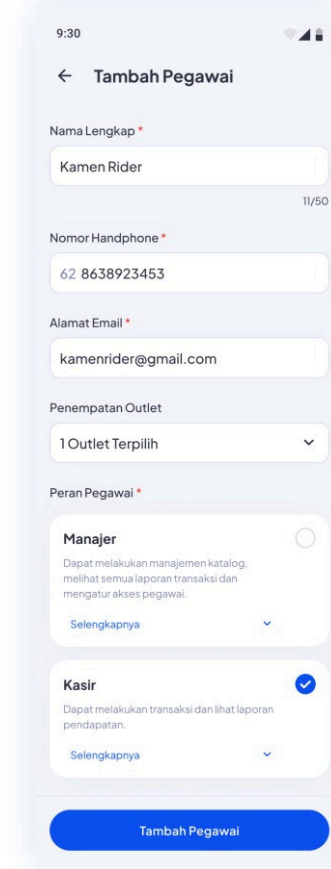 9:30
Tambah Pegawai
Nama Lengkap *
Kamen Rider
11/50
Nomor Handphone *
62 8638923453
Alamat Email *
kamenrider@gmail.com
Penempatan Outlet
1 Outlet Terpilih
Peran Pegawai *
Manajer
Dapat melakukan manajemen katalog,
melihat semua laporan transaksi dan
mengatur akses pegawai.
Selengkapnya
Kasir
Dapat melakukan transaksi dan lihat laporan
pendapatan.
Selengkapnya
Tambah Pegawai